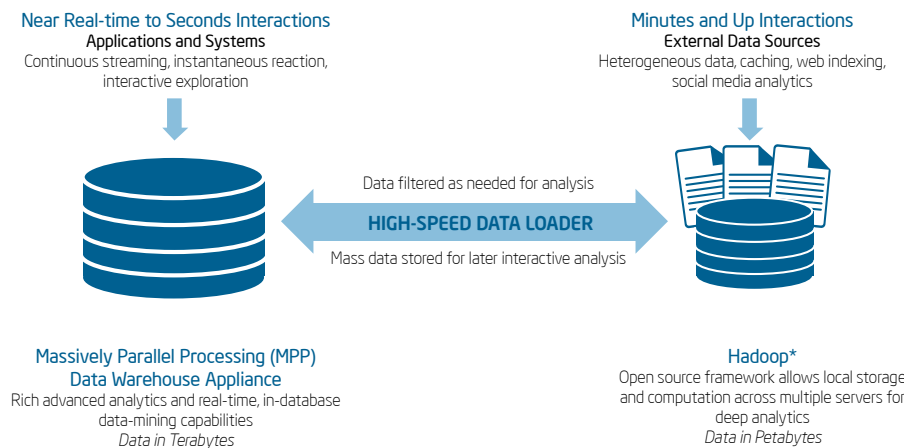 Near Real-time to Seconds Interactions
Applications and Systems
Continuous streaming, instantaneous reaction,
interactive exploration
Minutes and Up Interactions
External Data Sources
Heterogeneous data, caching, web indexing,
social media analytics
Data filtered as needed for analysis
HIGH-SPEED DATA LOADER
Mass data stored for later interactive analysis
Massively Parallel Processing (MPP)
Data Warehouse Appliance
Rich advanced analytics and real-time, in-database
data-mining capabilities
Data in Terabytes
Hadoop*
Open source framework allows local storage
and computation across multiple servers for
deep analytics
Data in Petabytes